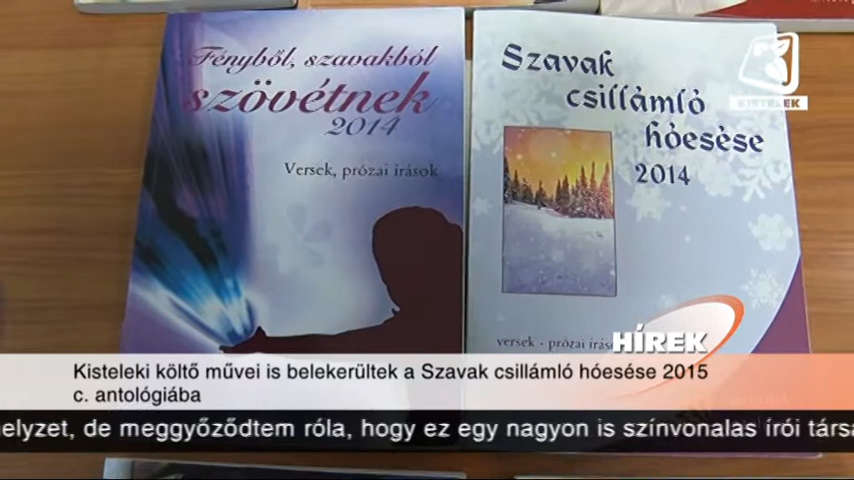 Fényből, szavakból
szövétnek
2014
Versek, prózai írások
Szavak
csillámló
hóesése
2014
versek - prózai írás
KISTELEK
HÍREK
Kisteleki költő művei is belekerültek a Szavak csillámló hóesése 2015
c. antológiába
elyzet, de meggyőződtem róla, hogy ez egy nagyon is színvonalas írói társa